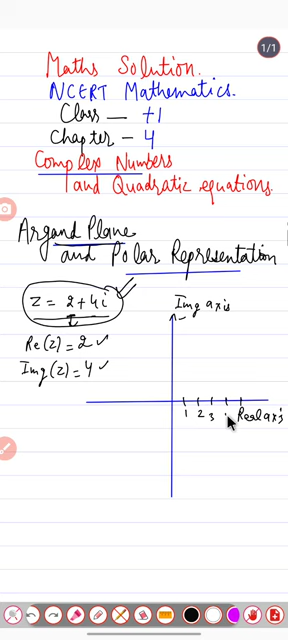 1/1
Maths Solution.
NCERT Mathematics.
Class — +1
Chapter – 4
Complex Numbers
and Quadratic equations.
Argand Plane
and Polar Representation
Z = 2+4i
Re(Z) = 2 ✓
Img(Z) = 4 ✓
Img axis
1 2 3
Real axis